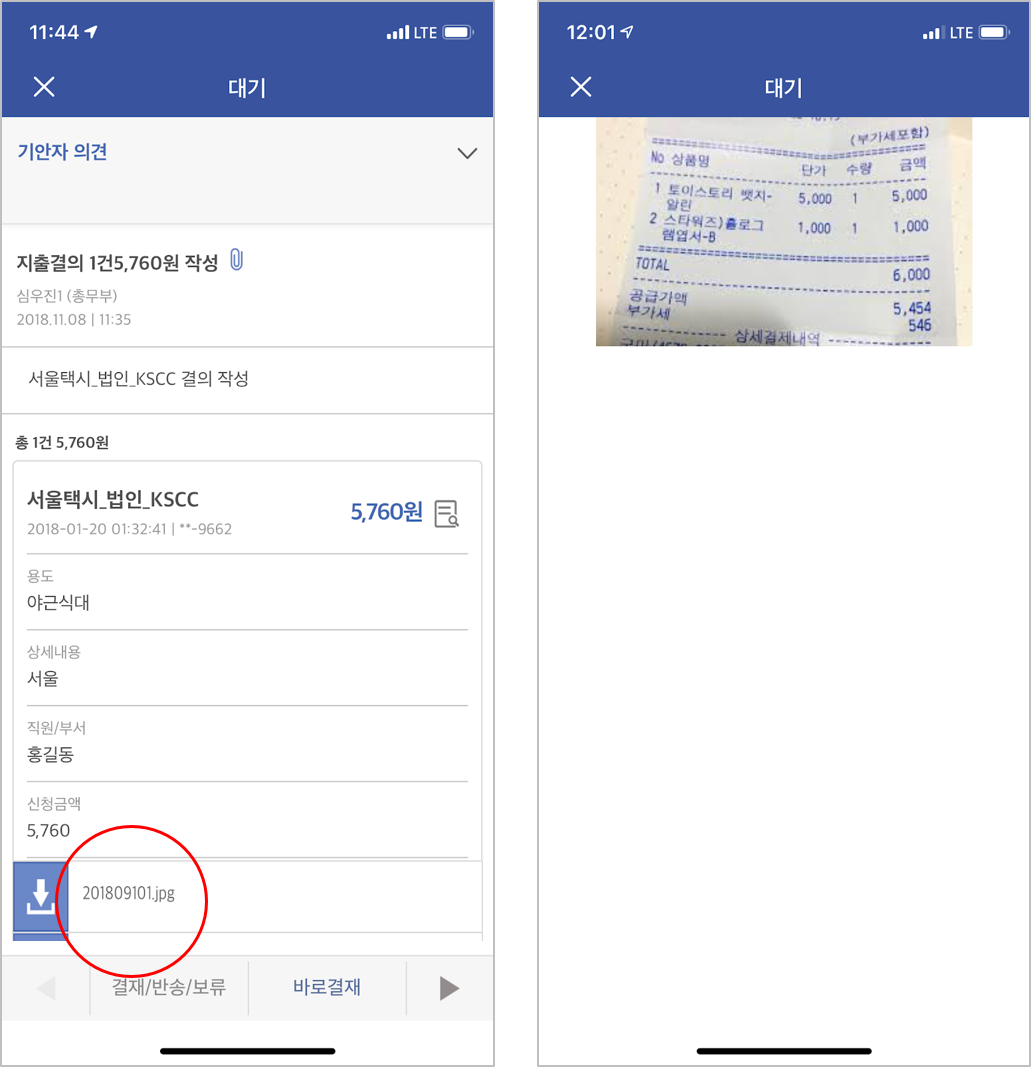 11:44
LTE
대기
기안자 의견
지출결의 1건5,760원 작성
심우진1 (총무부)
2018.11.08 | 11:35
서울택시_법인_KSCC 결의 작성
총 1건 5,760원
서울택시_법인_KSCC
5,760원
2018-01-20 01:32:41 | **-9662
용도
야근식대
상세내용
서울
직원/부서
홍길동
신청금액
5,760
201809101.jpg
결재/반송/보류
바로결재
12:01
LTE
대기
(부가세포함)
No 상품명 단가 수량 금액
1 토이스토리 뱃지- 5,000 1 5,000
알린
2 스타워즈)홀로그 1,000 1 1,000
램엽서-B
TOTAL 6,000
공급가액 5,454
부가세 546
상세결제내역